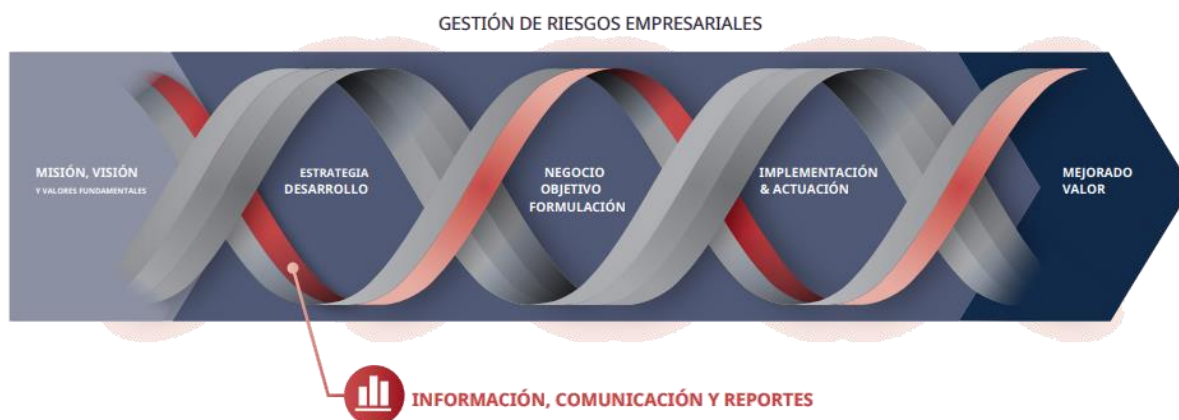 GESTIÓN DE RIESGOS EMPRESARIALES
MISIÓN, VISIÓN
Y VALORES FUNDAMENTALES
ESTRATEGIA
DESARROLLO
NEGOCIO
OBJETIVO
FORMULACIÓN
IMPLEMENTACIÓN
& ACTUACIÓN
MEJORADO
VALOR
INFORMACIÓN, COMUNICACIÓN Y REPORTES